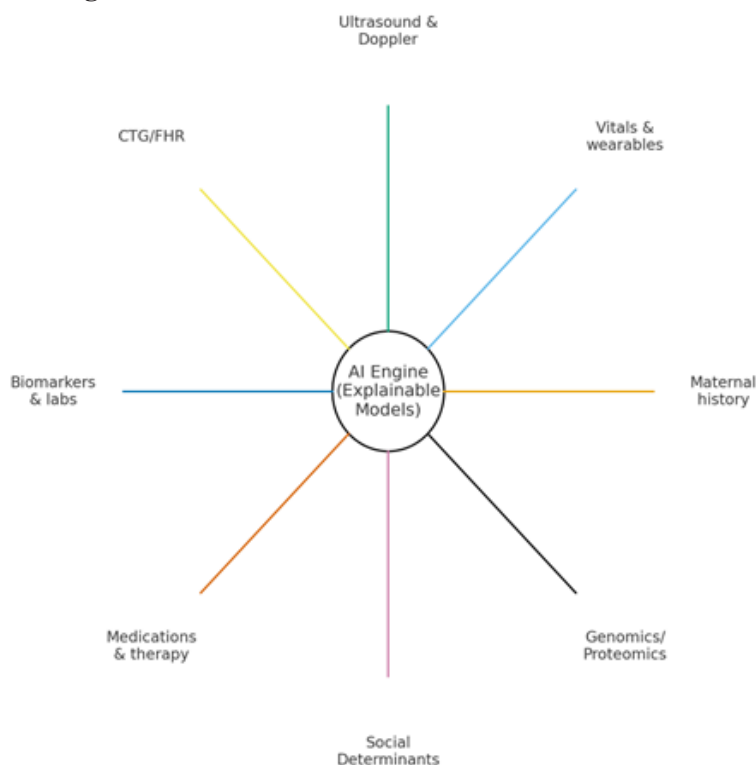 Ultrasound &
Doppler
CTG/FHR
Vitals &
wearables
Biomarkers
& labs
AI Engine
(Explainable
Models)
Maternal
history
Medications
& therapy
Genomics/
Proteomics
Social
Determinants